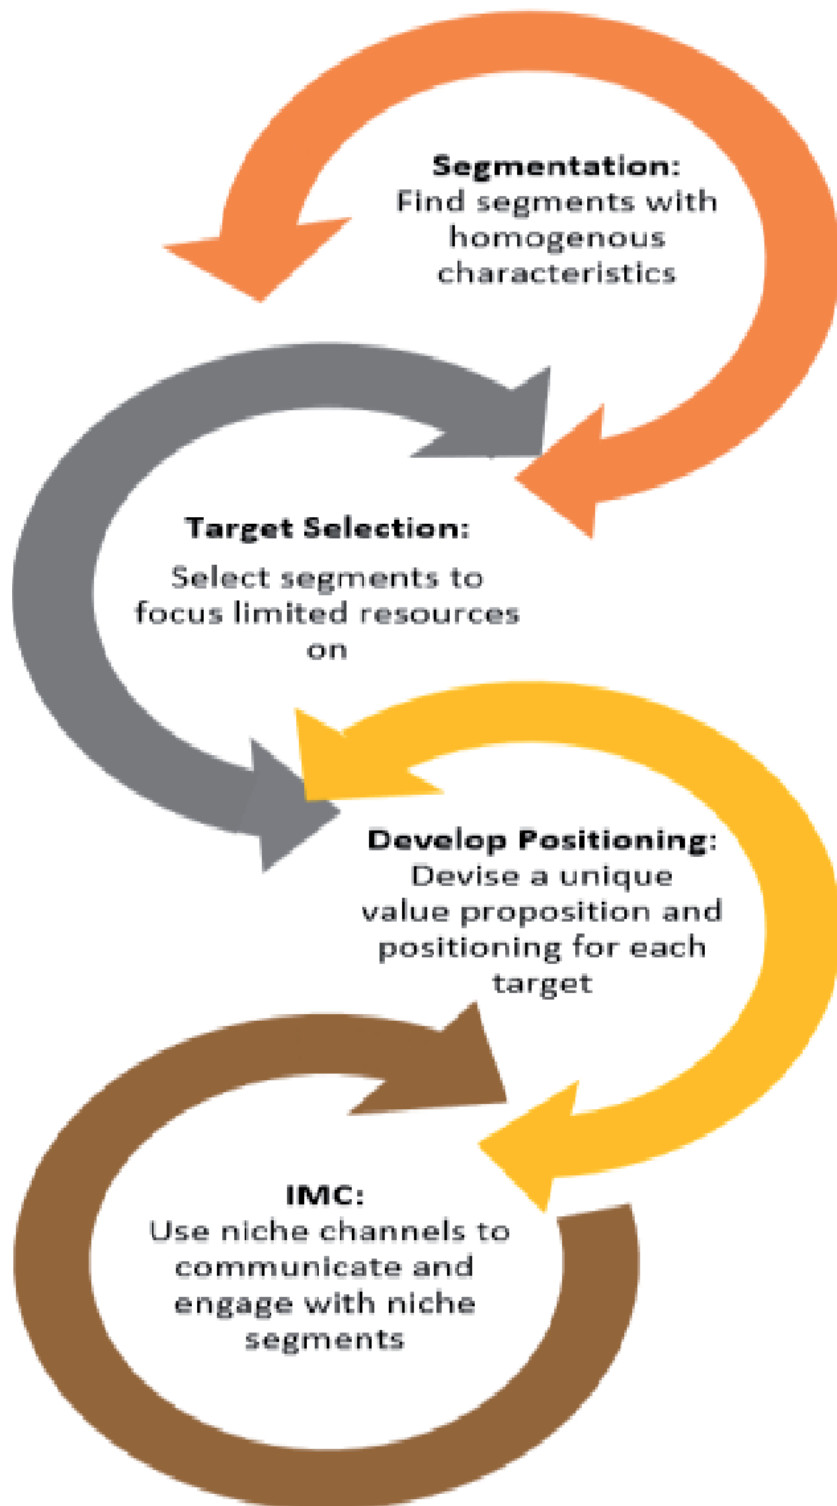 Segmentation:
Find segments with
homogenous
characteristics
Target Selection:
Select segments to
focus limited resources
on
Develop Positioning:
Devise a unique
value proposition and
positioning for each
target
IMC:
Use niche channels to
communicate and
engage with niche
segments